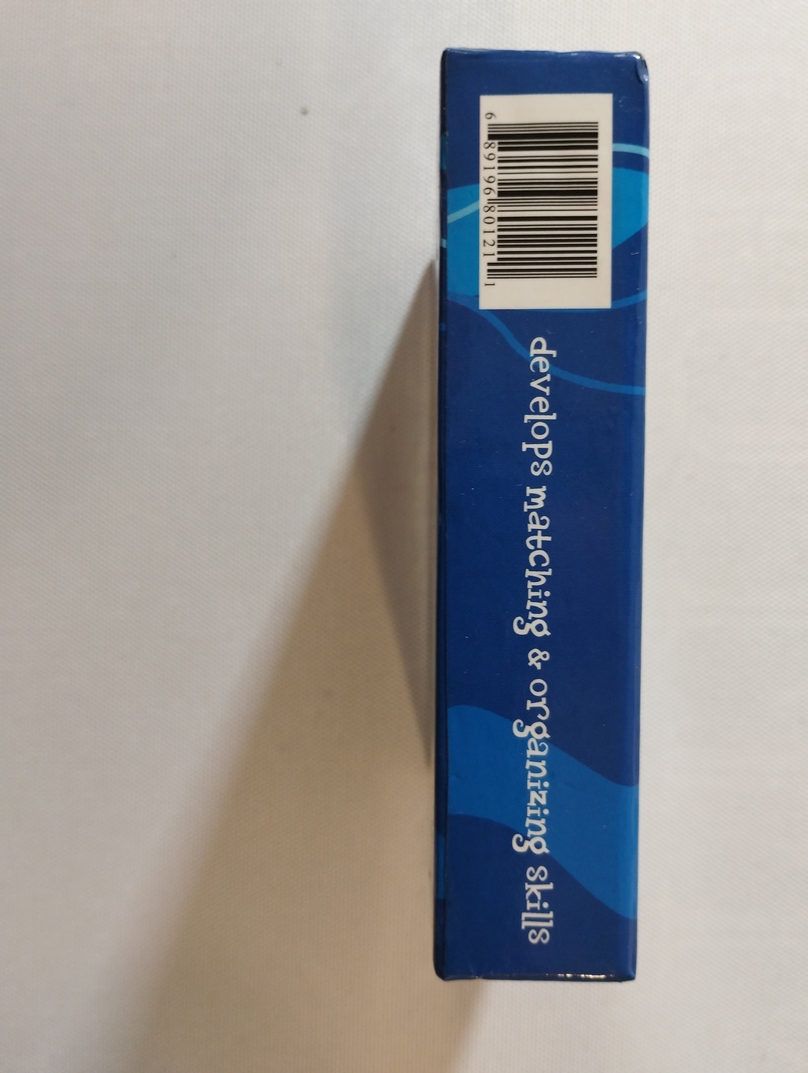 6 89196 80121 1
develops matching & organizing skills